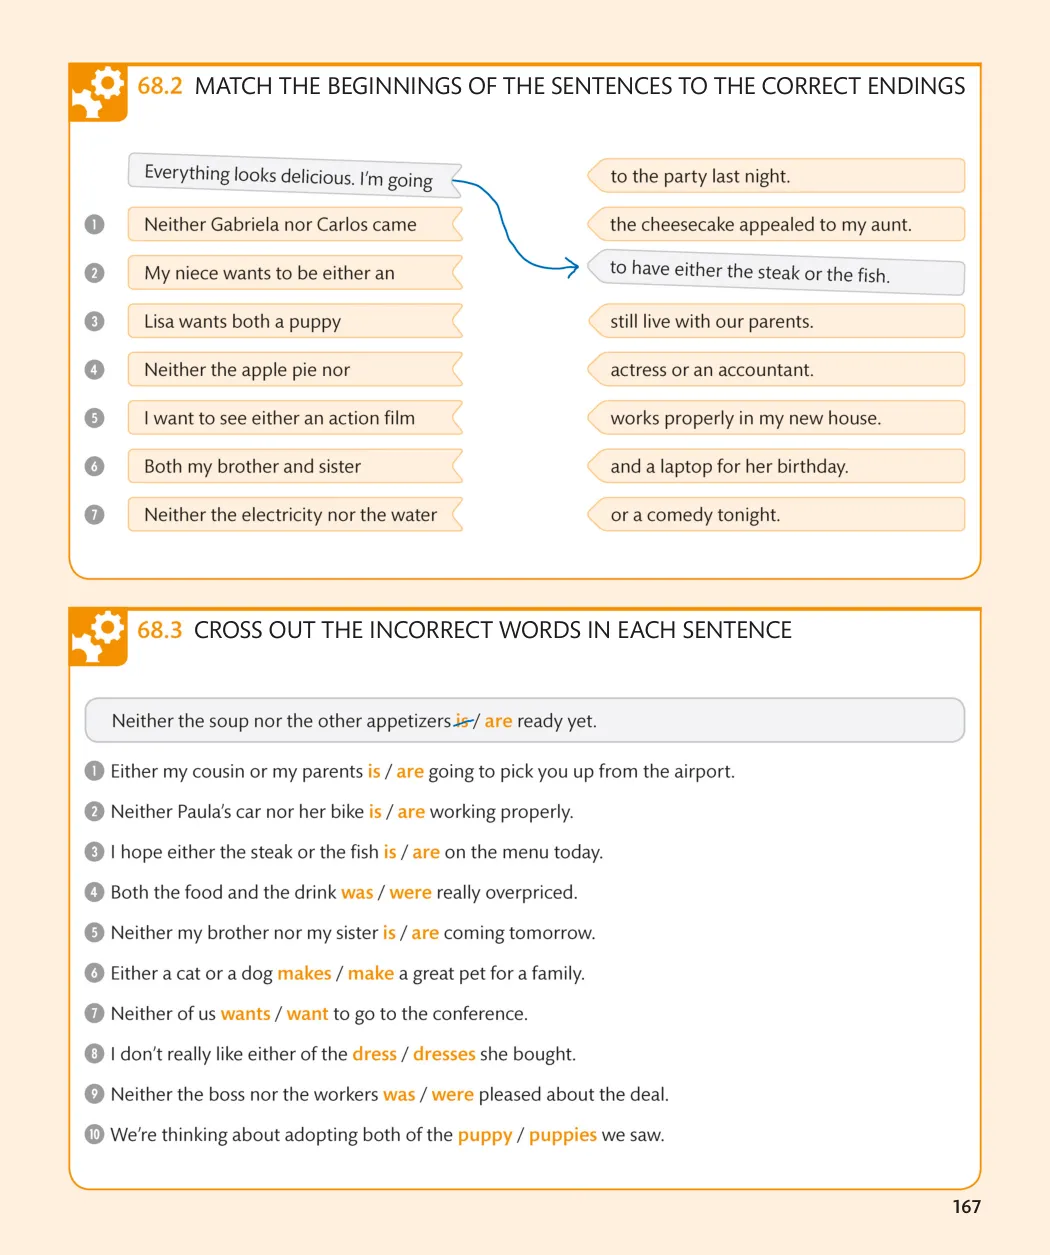 68.2 MATCH THE BEGINNINGS OF THE SENTENCES TO THE CORRECT ENDINGS
Everything looks delicious. I'm going
to the party last night.
1 Neither Gabriela nor Carlos came
the cheesecake appealed to my aunt.
2 My niece wants to be either an
to have either the steak or the fish.
3 Lisa wants both a puppy
still live with our parents.
4 Neither the apple pie nor
actress or an accountant.
5 I want to see either an action film
works properly in my new house.
6 Both my brother and sister
and a laptop for her birthday.
7 Neither the electricity nor the water
or a comedy tonight.
68.3 CROSS OUT THE INCORRECT WORDS IN EACH SENTENCE
Neither the soup nor the other appetizers is / are ready yet.
1 Either my cousin or my parents is / are going to pick you up from the airport.
2 Neither Paula's car nor her bike is / are working properly.
3 I hope either the steak or the fish is / are on the menu today.
4 Both the food and the drink was / were really overpriced.
5 Neither my brother nor my sister is / are coming tomorrow.
6 Either a cat or a dog makes / make a great pet for a family.
7 Neither of us wants / want to go to the conference.
8 I don't really like either of the dress / dresses she bought.
9 Neither the boss nor the workers was / were pleased about the deal.
10 We're thinking about adopting both of the puppy / puppies we saw.
167